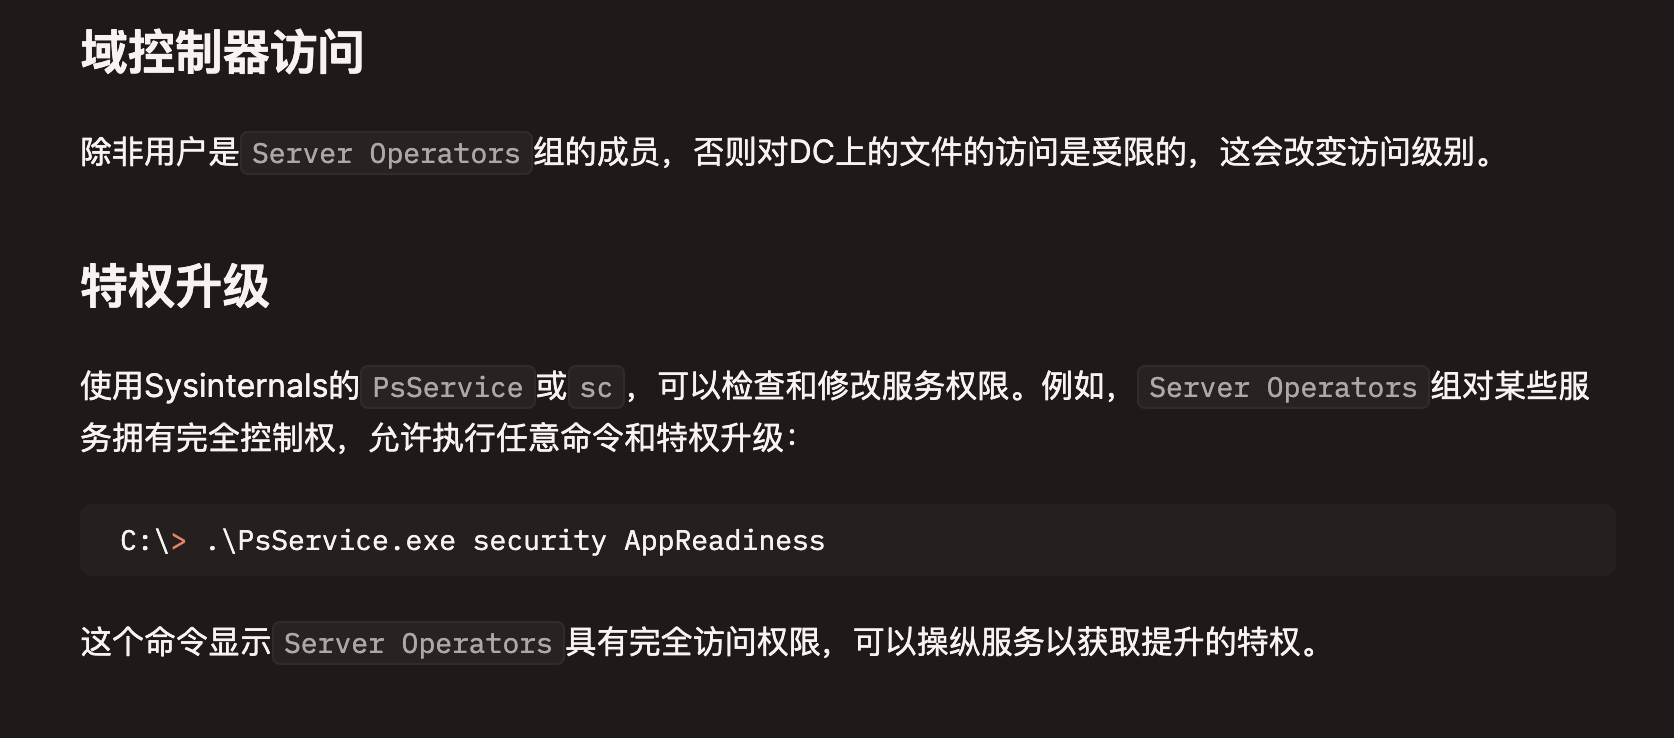 域控制器访问
除非用户是Server Operators组的成员，否则对DC上的文件的访问是受限的，这会改变访问级别。
特权升级
使用Sysinternals的PsService或sc，可以检查和修改服务权限。例如，Server Operators组对某些服
务拥有完全控制权，允许执行任意命令和特权升级：
C:\> .\PsService.exe security AppReadiness
这个命令显示Server Operators具有完全访问权限，可以操纵服务以获取提升的特权。